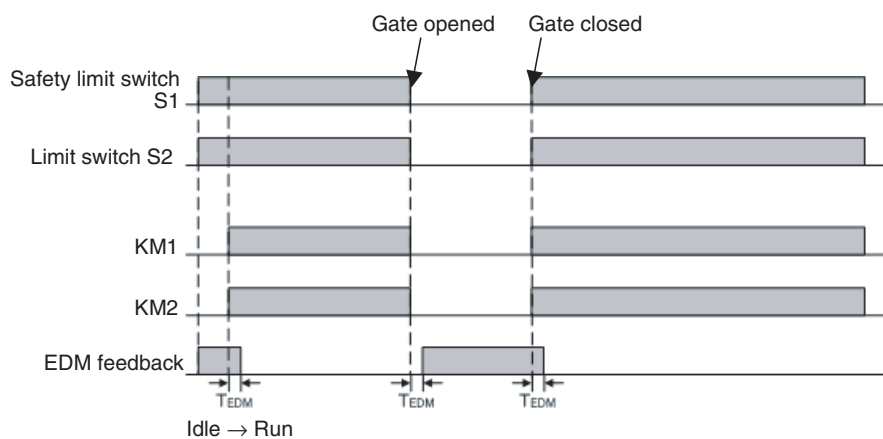 Gate opened
Gate closed
Safety limit switch
S1
Limit switch S2
KM1
KM2
EDM feedback
TEDM
TEDM
TEDM
Idle → Run